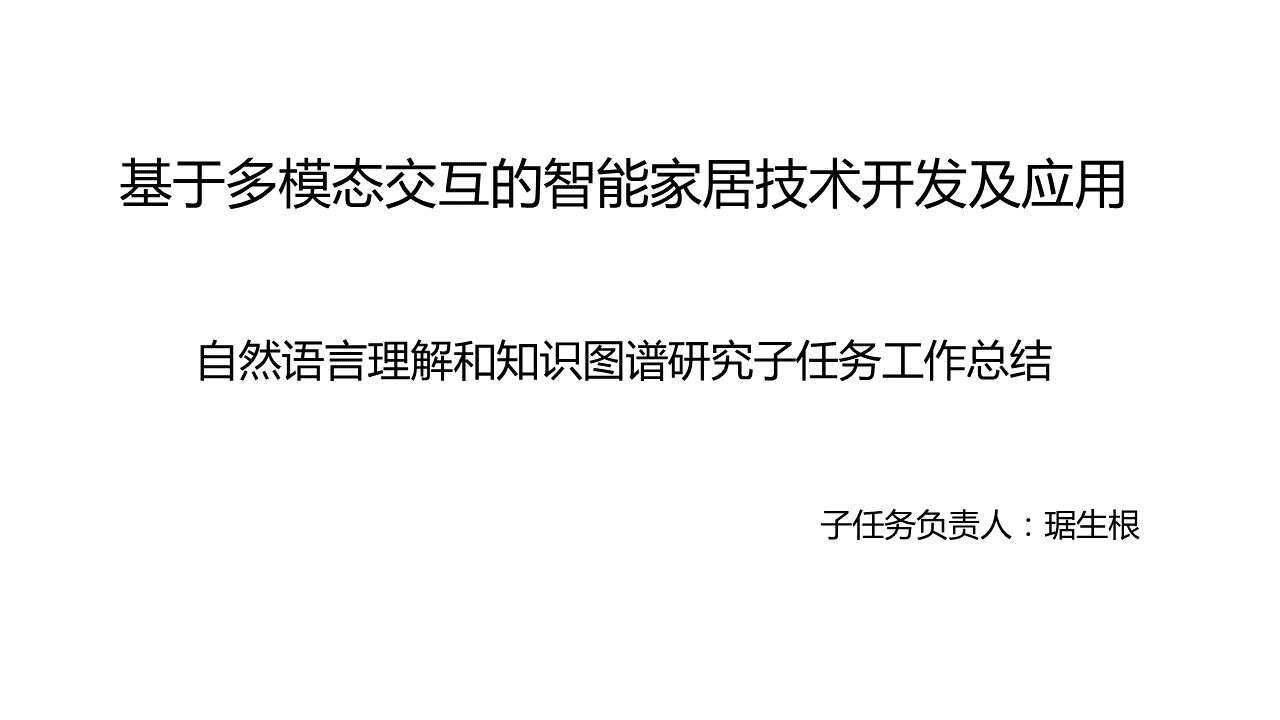 基于多模态交互的智能家居技术开发及应用
自然语言理解和知识图谱研究子任务工作总结
子任务负责人：琚生根